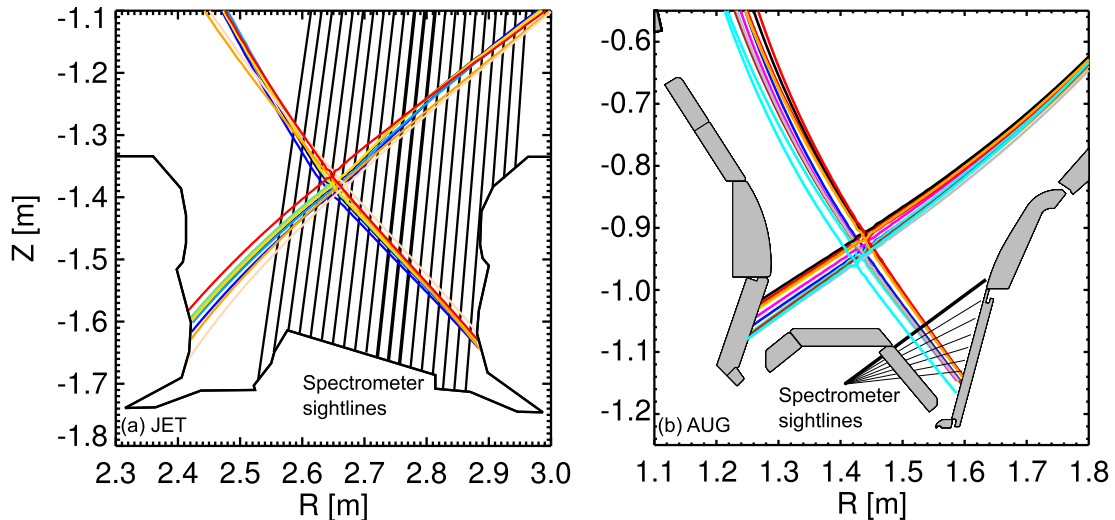 -1.1
-1.2
-1.3
-1.4
-1.5
-1.6
-1.7
-1.8
Z [m]
2.3 2.4 2.5 2.6 2.7 2.8 2.9 3.0
R [m]
Spectrometer
sightlines
(a) JET
-0.6
-0.7
-0.8
-0.9
-1.0
-1.1
-1.2
1.1 1.2 1.3 1.4 1.5 1.6 1.7 1.8
R [m]
Spectrometer
sightlines
(b) AUG